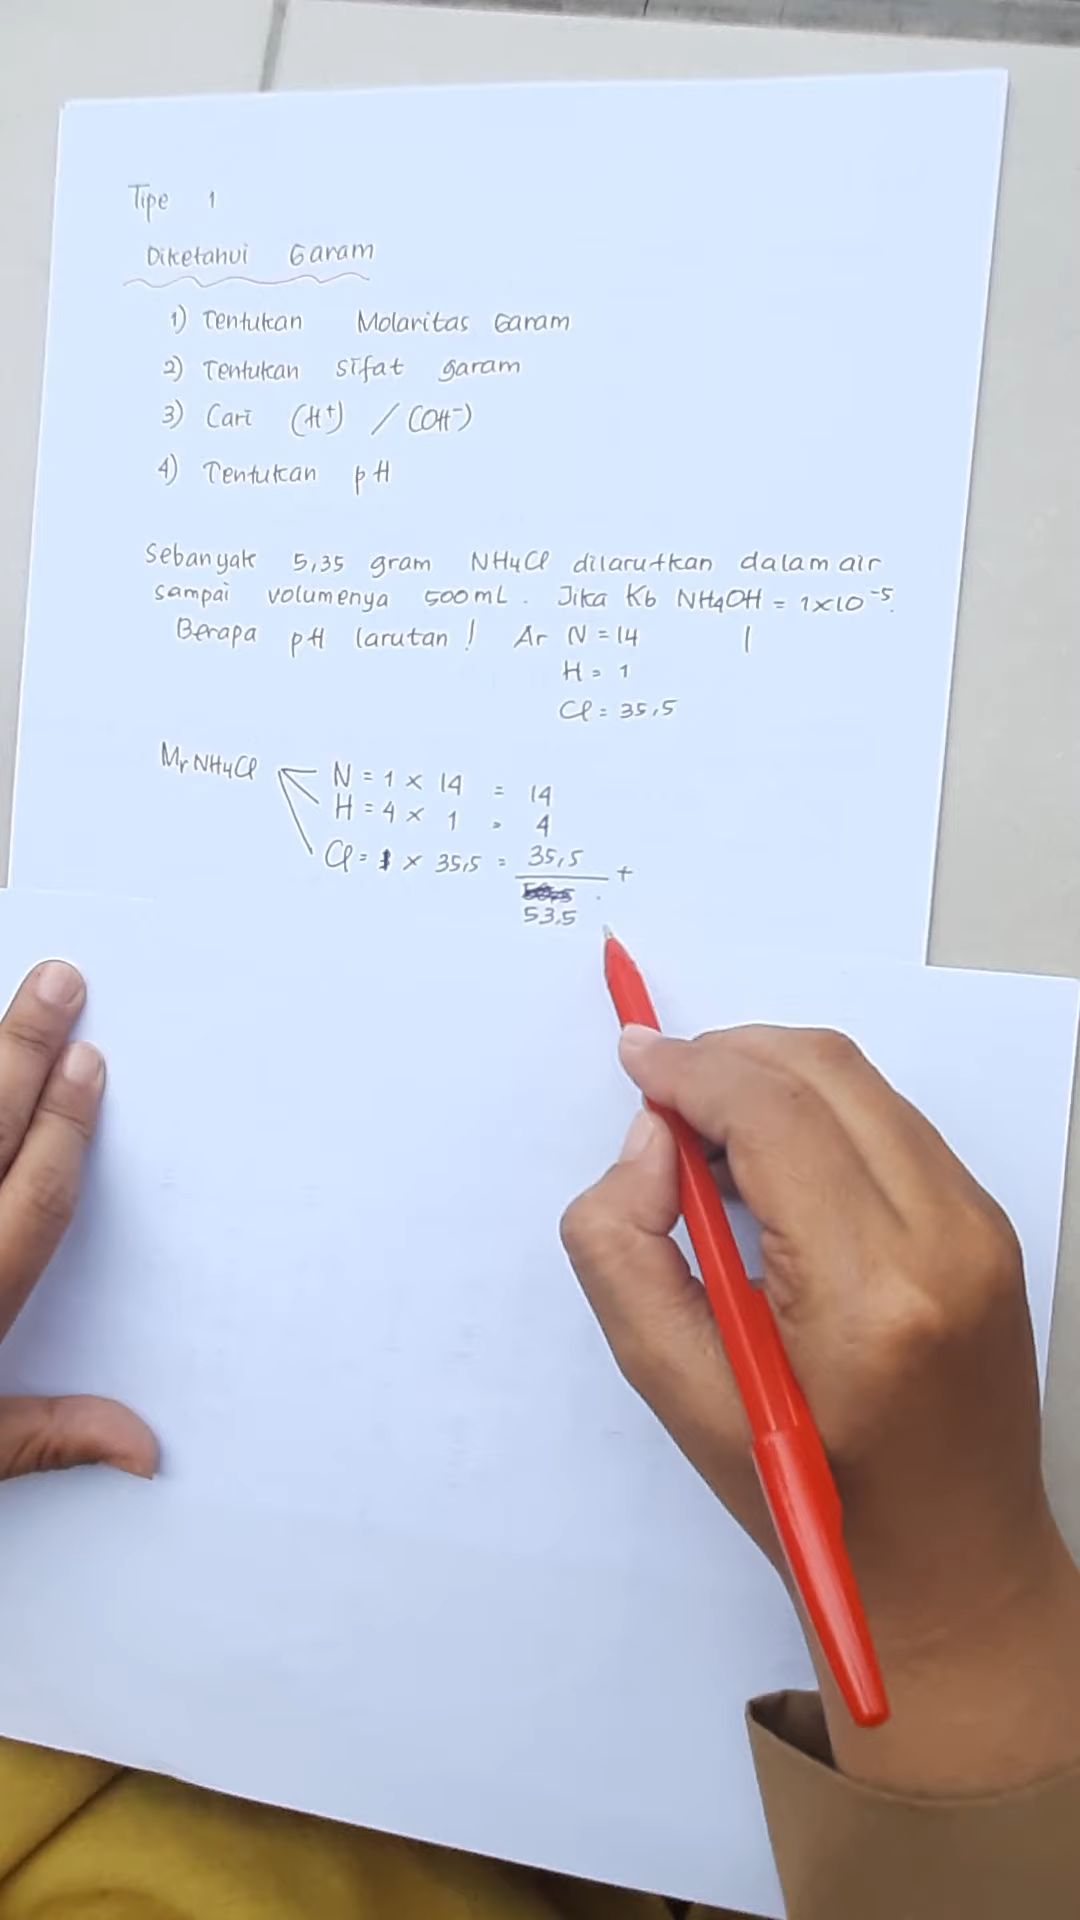 Tipe 1
Diketahui Garam
1) Tentukan Molaritas Garam
2) Tentukan sifat garam
3) Cari (H⁺) / (OH⁻)
4) Tentukan pH
Sebanyak 5,35 gram NH4Cl dilarutkan dalam air
sampai volumenya 500mL. Jika Kb NH4OH = 1×10⁻⁵.
Berapa pH larutan! Ar N = 14
H = 1
Cl = 35,5
Mr NH4Cl N = 1 × 14 = 14
H = 4 × 1 = 4
Cl = 1 × 35,5 = 35,5 +
53,5